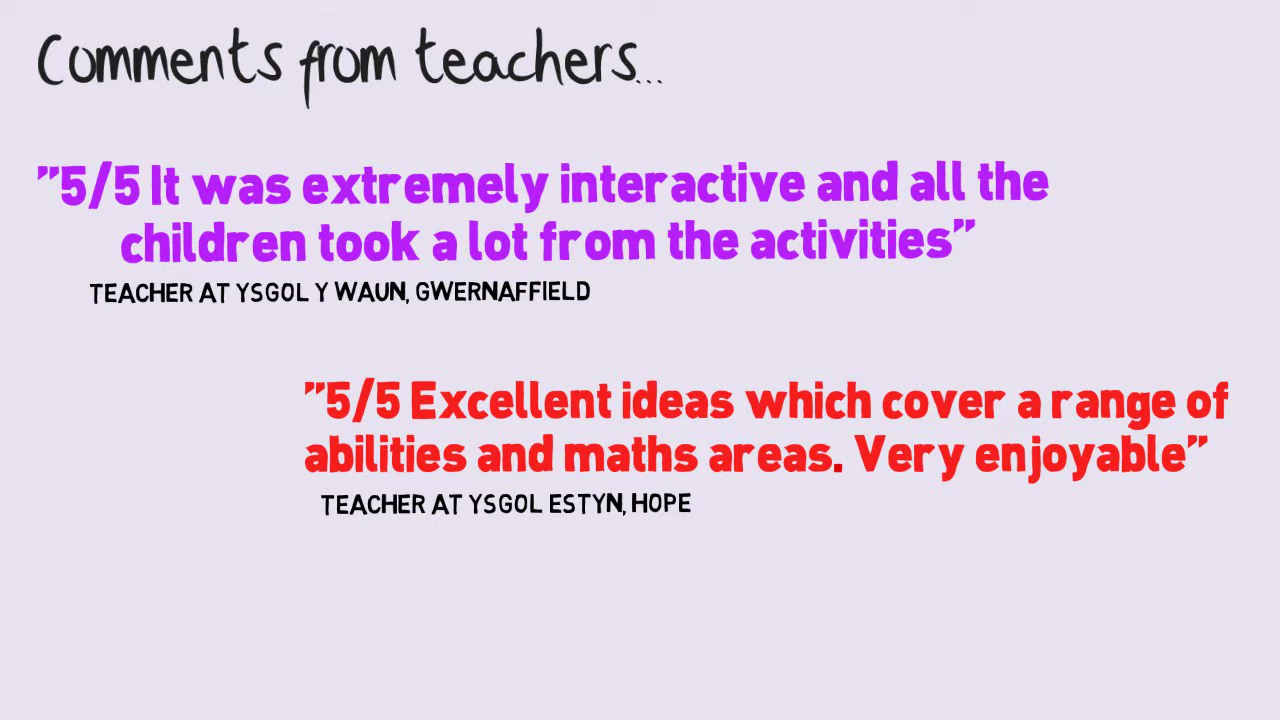 Comments from teachers...
”5/5 It was extremely interactive and all the
children took a lot from the activities”
TEACHER AT YSGOL Y WAUN, GWERNAFFIELD
”5/5 Excellent ideas which cover a range of
abilities and maths areas. Very enjoyable”
TEACHER AT YSGOL ESTYN, HOPE